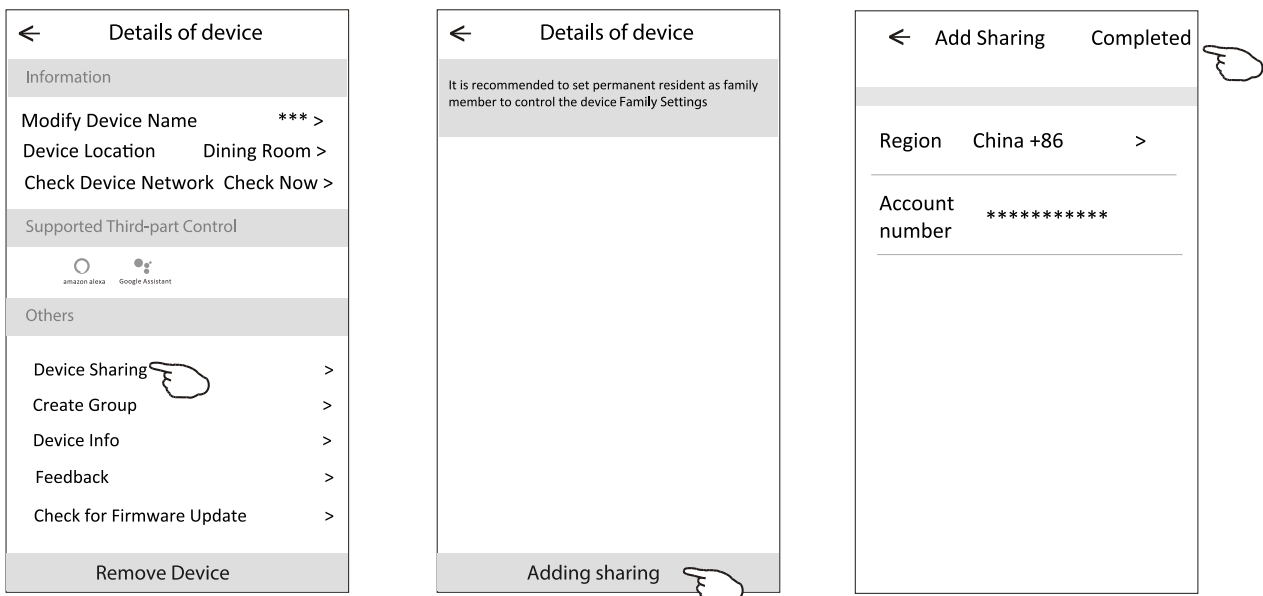 Details of device
Information
Modify Device Name *** >
Device Location Dining Room >
Check Device Network Check Now >
Supported Third-part Control
amazon alexa Google Assistant
Others
Device Sharing >
Create Group >
Device Info >
Feedback >
Check for Firmware Update >
Remove Device
Details of device
It is recommended to set permanent resident as family
member to control the device Family Settings
Adding sharing
Add Sharing Completed
Region China +86 >
Account
number ***********